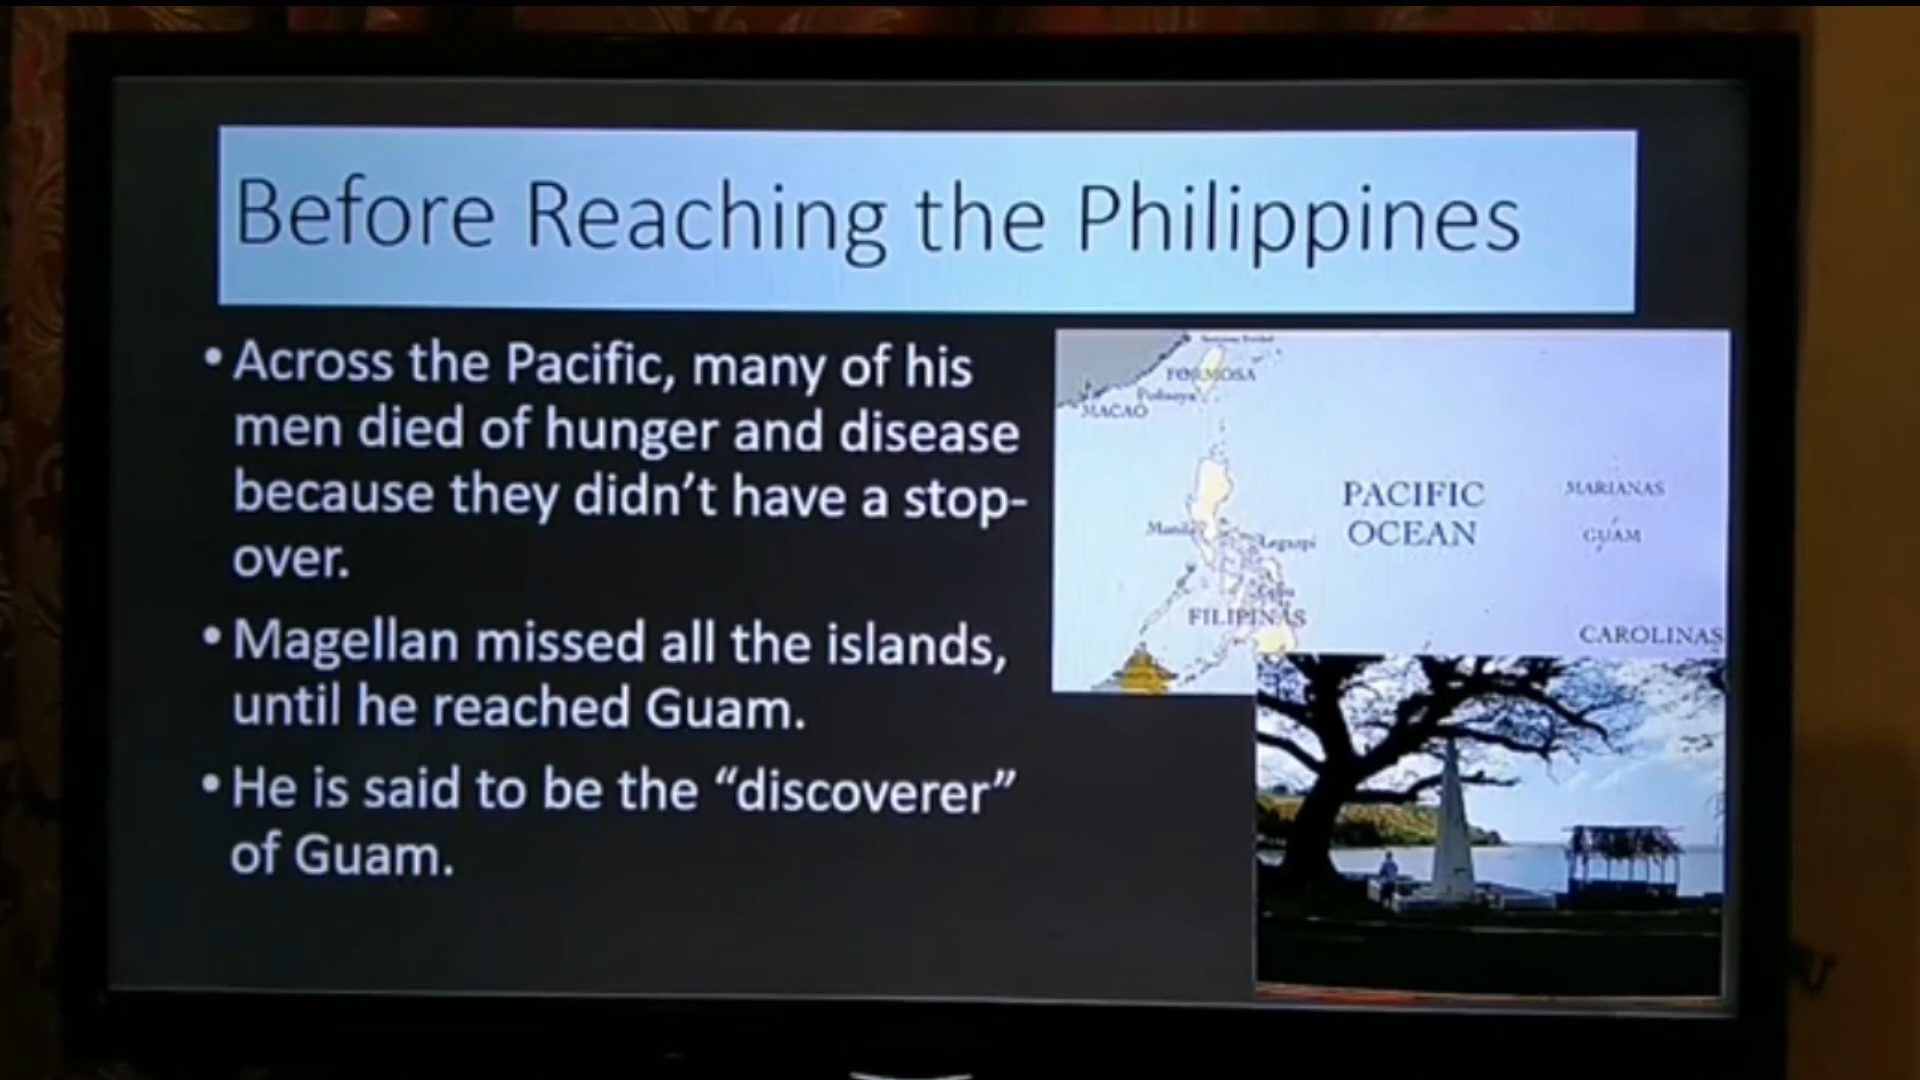 Before Reaching the Philippines
• Across the Pacific, many of his
men died of hunger and disease
because they didn't have a stop-
over.
• Magellan missed all the islands,
until he reached Guam.
• He is said to be the “discoverer”
of Guam.
FORMOSA
MACAO
PACIFIC
OCEAN
MARIANAS
GUAM
Manila
Legazpi
FILIPINAS
CAROLINAS